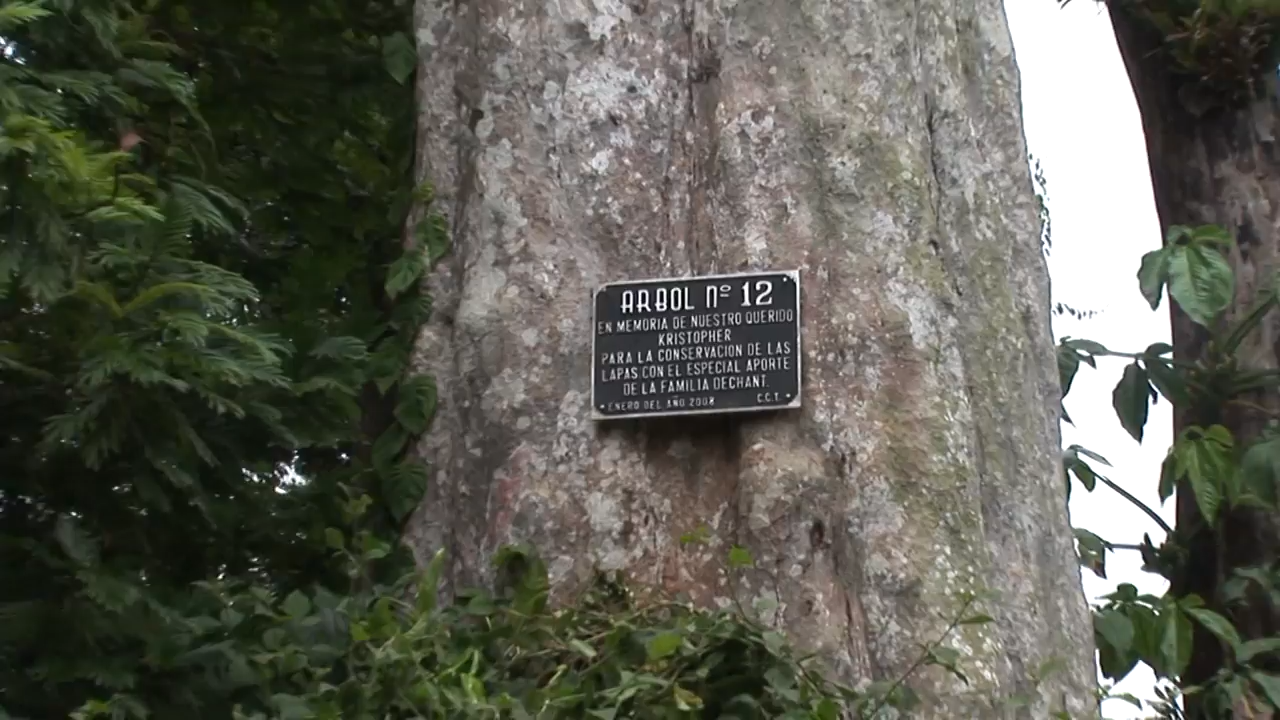 ARBOL Nº 12
EN MEMORIA DE NUESTRO QUERIDO
KRISTOPHER
PARA LA CONSERVACION DE LAS
LAPAS CON EL ESPECIAL APORTE
DE LA FAMILIA DECHANT.
ENERO DEL AÑO 2008 C.C.T.